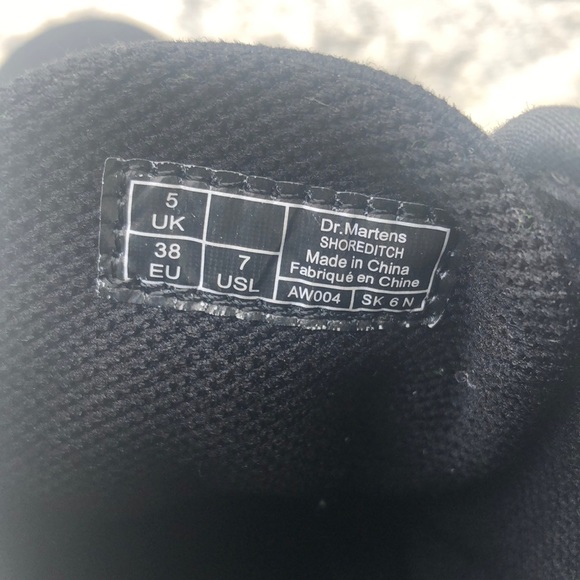 5
UK
38
EU
7
USL
Dr.Martens
SHOREDITCH
Made in China
Fabriqué en Chine
AW004
SK 6 N